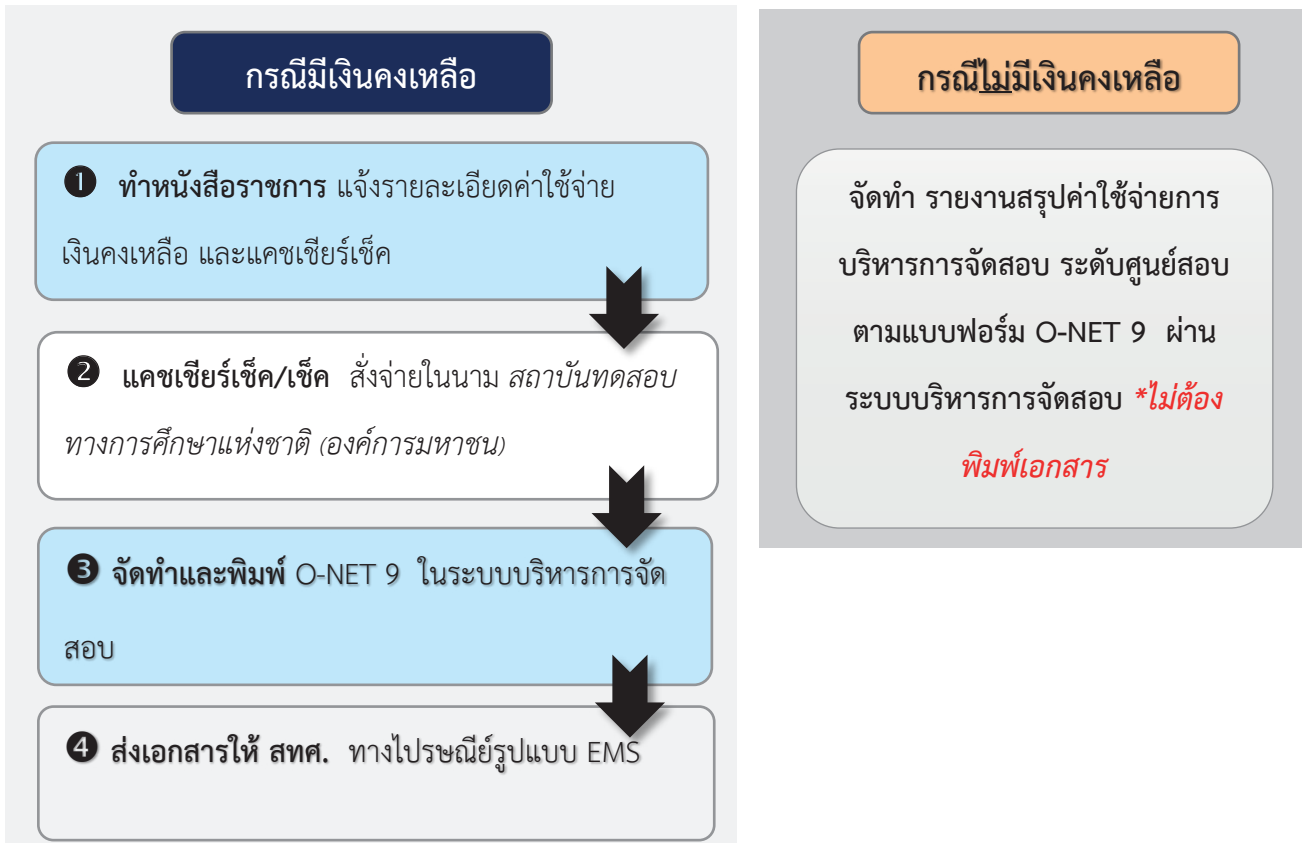 กรณีมีเงินคงเหลือ
❶ ทำหนังสือราชการ แจ้งรายละเอียดค่าใช้จ่าย
เงินคงเหลือ และแคชเชียร์เช็ค
❷ แคชเชียร์เช็ค/เช็ค สั่งจ่ายในนาม สถาบันทดสอบ
ทางการศึกษาแห่งชาติ (องค์การมหาชน)
❸ จัดทำและพิมพ์ O-NET 9 ในระบบบริหารการจัด
สอบ
❹ ส่งเอกสารให้ สทศ. ทางไปรษณีย์รูปแบบ EMS
กรณีไม่มีเงินคงเหลือ
จัดทำ รายงานสรุปค่าใช้จ่ายการ
บริหารการจัดสอบ ระดับศูนย์สอบ
ตามแบบฟอร์ม O-NET 9 ผ่าน
ระบบบริหารการจัดสอบ *ไม่ต้อง
พิมพ์เอกสาร